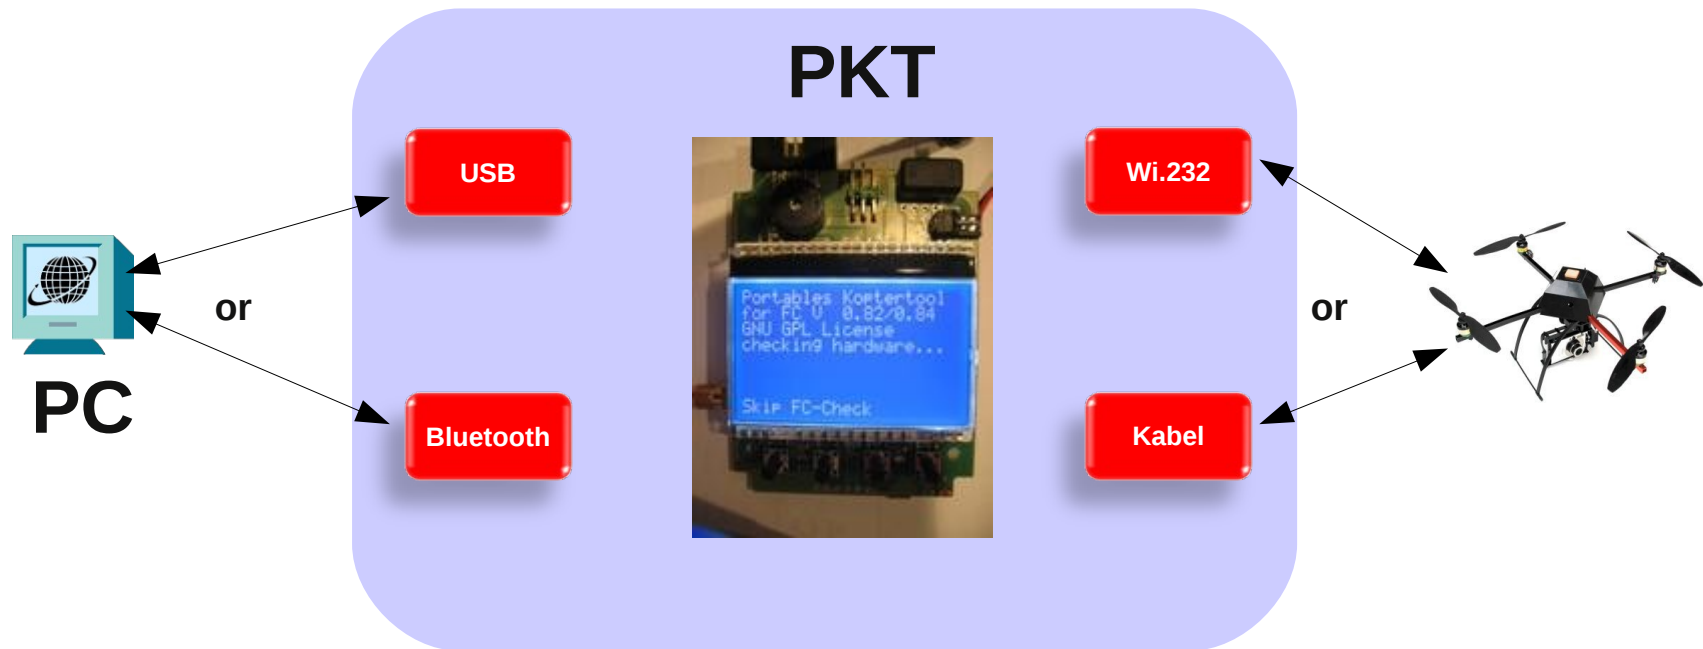 PKT
USB
Wi.232
or
or
PC
Bluetooth
Kabel
Portables Koptertool
for FC V 0.82/0.84
GNU GPL License
checking hardware...
Skip FC-Check